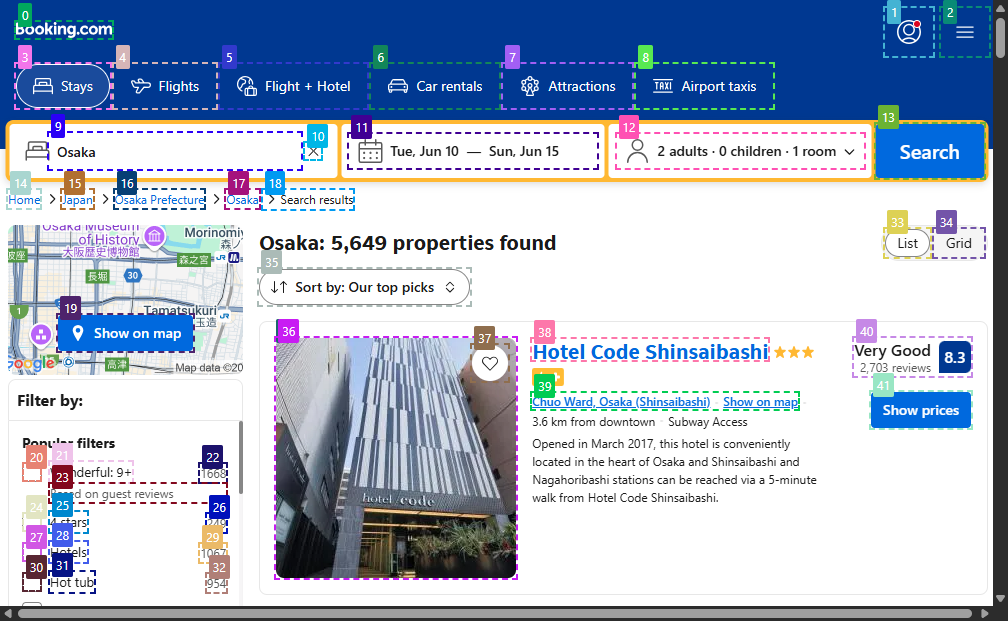 booking.com
Stays
Flights
Flight + Hotel
Car rentals
Attractions
TAXI
Airport taxis
Osaka
Tue, Jun 10 — Sun, Jun 15
2 adults · 0 children · 1 room
Search
Home
Japan
Osaka Prefecture
Osaka
Search results
Osaka Museum
of History
大阪歴史博物館
Morinomiy
森ノ
森之宮
長堀
30
1
Tamatsukuri
玉造
高津
Show on map
Google
Map data ©20
Filter by:
Popular filters
Wonderful: 9+
1668
Based on guest reviews
4 stars
249
Hotels
1067
Hot tub
954
Osaka: 5,649 properties found
List
Grid
Sort by: Our top picks
hotel code
Hotel Code Shinsaibashi
Very Good
2,703 reviews
8.3
Chuo Ward, Osaka (Shinsaibashi)
Show on map
3.6 km from downtown
Subway Access
Show prices
Opened in March 2017, this hotel is conveniently
located in the heart of Osaka and Shinsaibashi and
Nagahoribashi stations can be reached via a 5-minute
walk from Hotel Code Shinsaibashi.
0
1
2
3
4
5
6
7
8
9
10
11
12
13
14
15
16
17
18
19
20
21
22
23
24
25
26
27
28
29
30
31
32
33
34
35
36
37
38
39
40
41